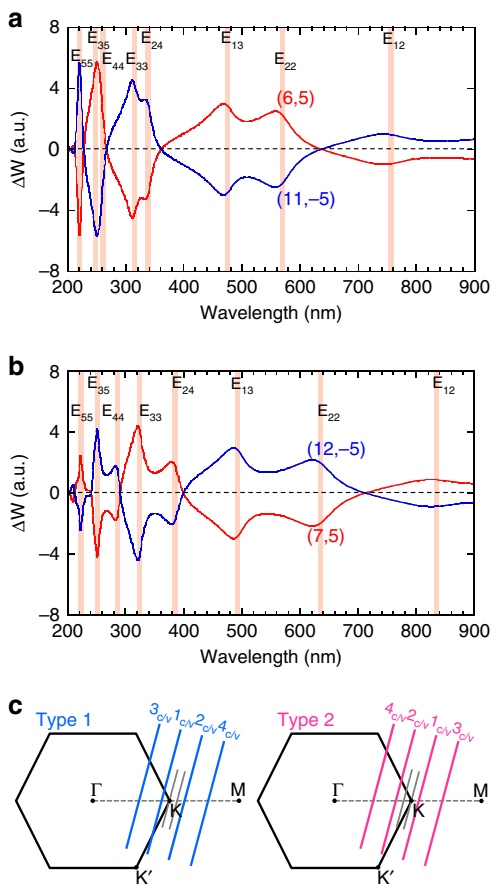 a
E55 E35 E44 E33 E24 E13 E22 E12
8
4
0
−4
−8
ΔW (a.u.)
(6,5)
(11,−5)
200 300 400 500 600 700 800 900
Wavelength (nm)
b
E55 E35 E44 E33 E24 E13 E22 E12
8
4
0
−4
−8
ΔW (a.u.)
(12,−5)
(7,5)
200 300 400 500 600 700 800 900
Wavelength (nm)
c
Type 1 3c/v 1c/v 2c/v 4c/v
Γ K M
K′
Type 2 4c/v 2c/v 1c/v 3c/v
Γ K M
K′